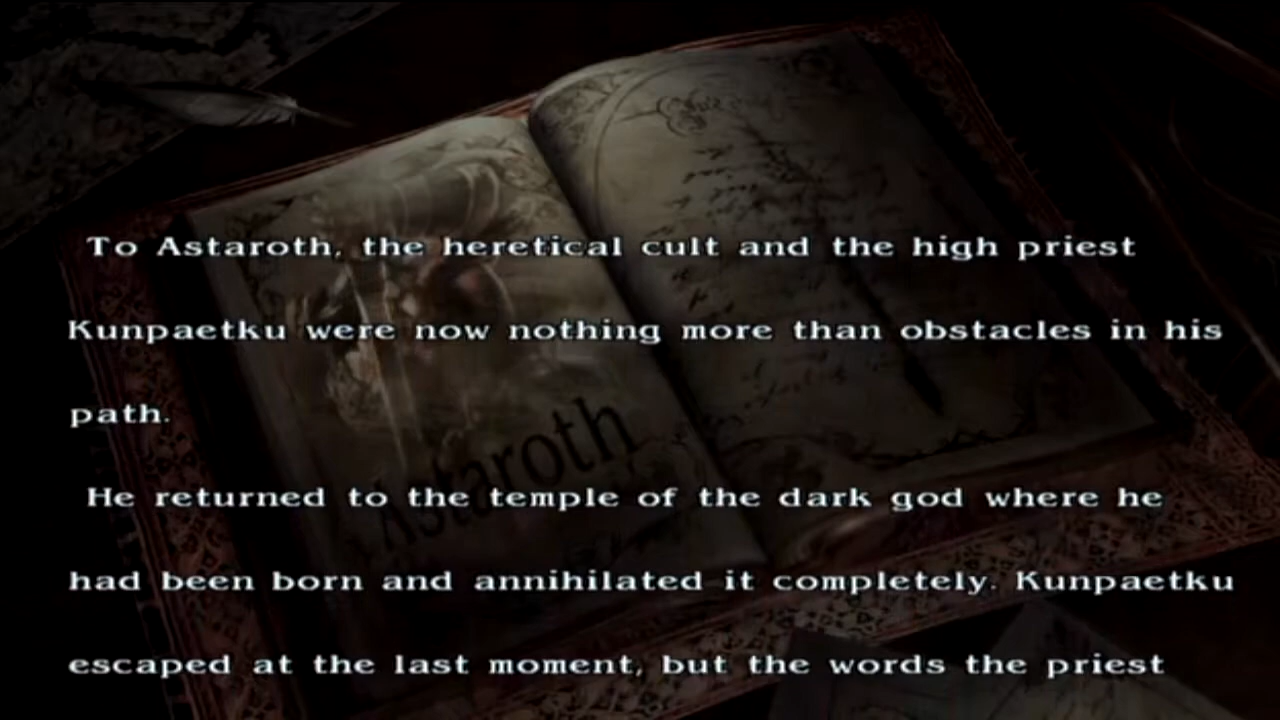 To Astaroth, the heretical cult and the high priest
Kunpaetku were now nothing more than obstacles in his
path.
He returned to the temple of the dark god where he
had been born and annihilated it completely. Kunpaetku
escaped at the last moment, but the words the priest
Astaroth